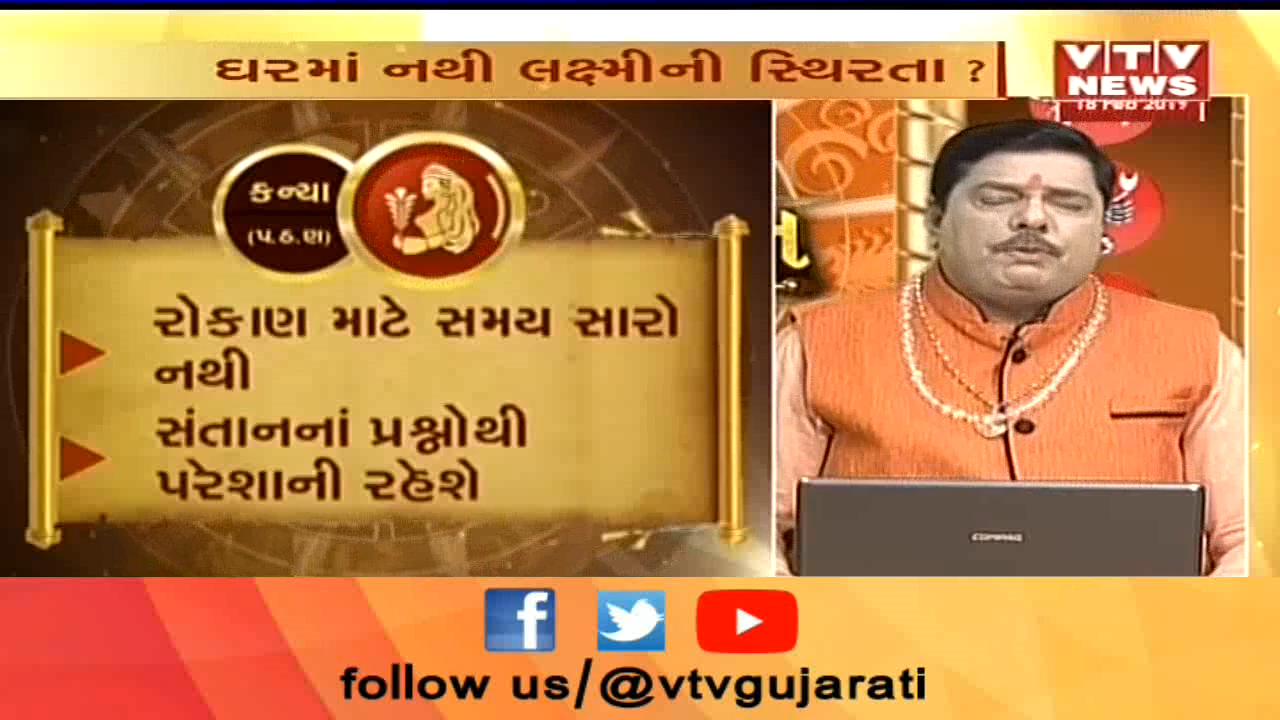 ઘરમાં નથી લક્ષ્મીની સ્થિરતા ?
VTV
NEWS
18 Feb 2019
કન્યા
(પ.ઠ.ણ)
રોકાણ માટે સમય સારો
નથી
સંતાનનાં પ્રશ્નોથી
પરેશાની રહેશે
COMPAQ
follow us/@vtvgujarati